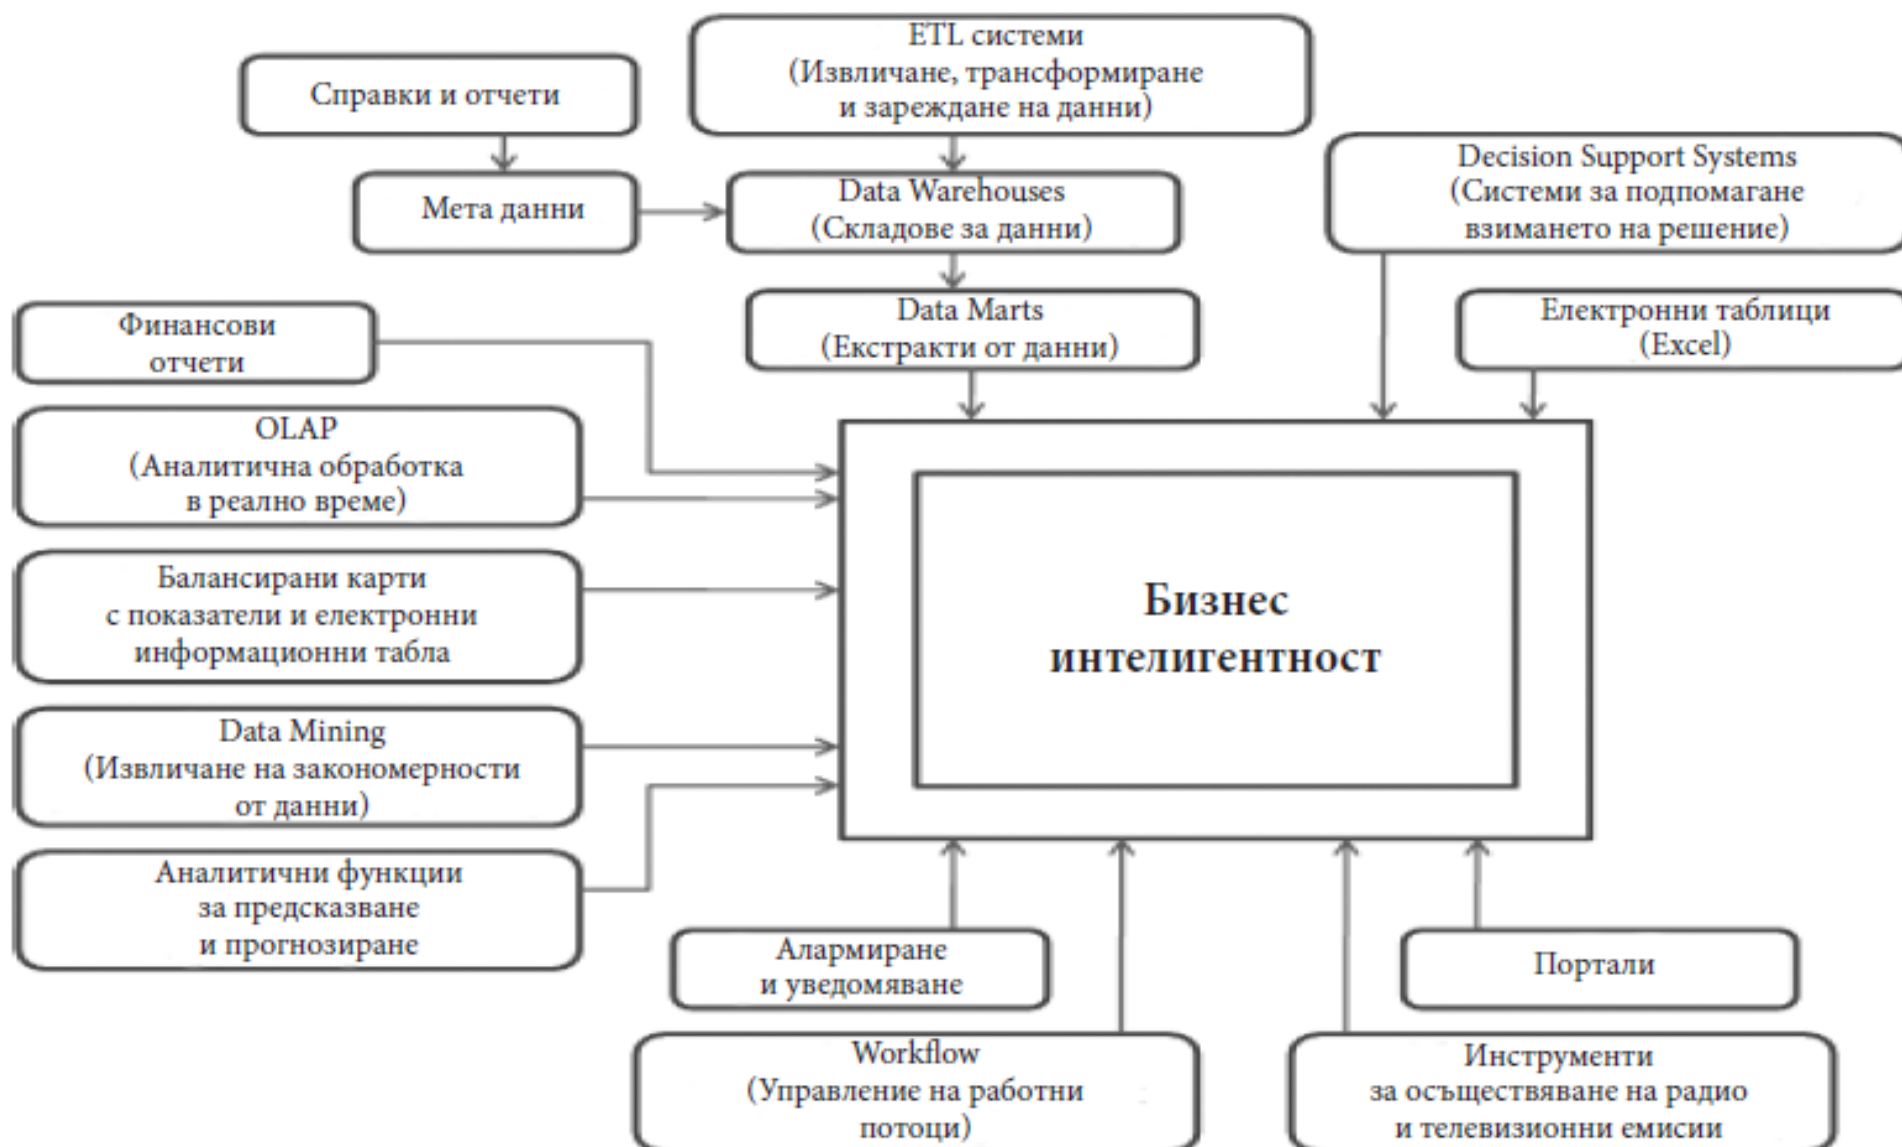 ETL системи
(Извличане, трансформиране
и зареждане на данни)
Справки и отчети
Decision Support Systems
(Системи за подпомагане
взимането на решение)
Мета данни
Data Warehouses
(Складове за данни)
Data Marts
(Екстракти от данни)
Електронни таблици
(Excel)
Финансови
отчети
OLAP
(Аналитична обработка
в реално време)
Балансирани карти
с показатели и електронни
информационни табла
Data Mining
(Извличане на закономерности
от данни)
Аналитични функции
за предсказване
и прогнозиране
Бизнес
интелигентност
Алармиране
и уведомяване
Портали
Workflow
(Управление на работни
потоци)
Инструменти
за осъществяване на радио
и телевизионни емисии